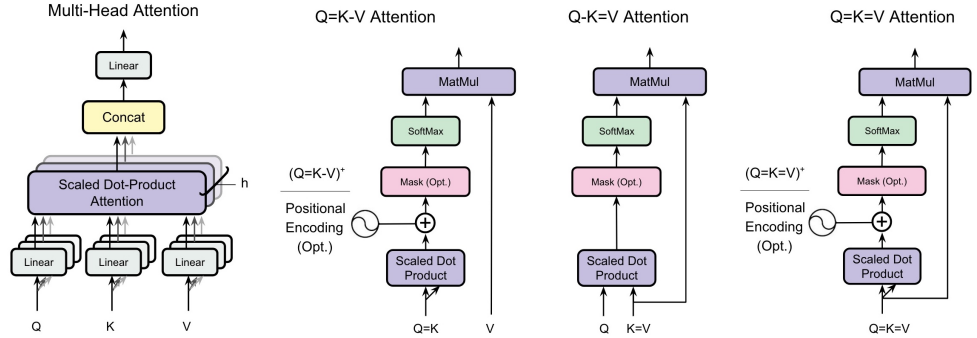 Multi-Head Attention
Linear
Concat
Scaled Dot-Product
Attention
h
Linear
Linear
Linear
Q
K
V
Q=K-V Attention
MatMul
SoftMax
Mask (Opt.)
(Q=K-V)⁺
Positional
Encoding
(Opt.)
+
Scaled Dot
Product
Q=K
V
Q-K=V Attention
MatMul
SoftMax
Mask (Opt.)
Scaled Dot
Product
Q
K=V
Q=K=V Attention
MatMul
SoftMax
Mask (Opt.)
(Q=K=V)⁺
Positional
Encoding
(Opt.)
+
Scaled Dot
Product
Q=K=V